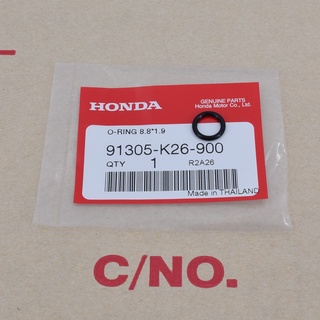 HONDA
GENUINE PARTS
Honda Motor Co., Ltd.
O-RING 8.8*1.9
91305-K26-900
QTY 1 R2A26
Made in THAILAND
C/NO.